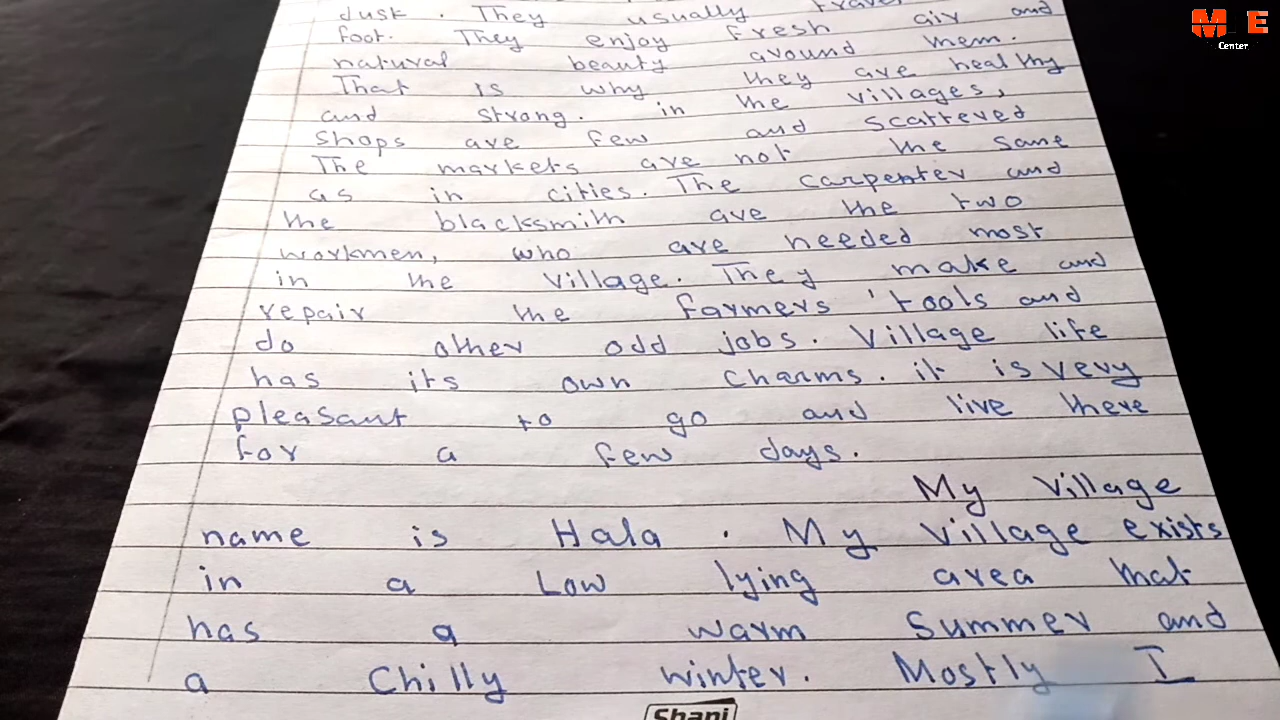 dusk. They usually travel
foot. They enjoy fresh air and
natural beauty around them.
That is why they are healthy
and strong. in the villages,
shops are few and scattered
The markets are not the same
as in cities. The carpenter and
the blacksmith are the two
workmen, who are needed most
in the village. They make and
repair the farmers 'tools and
do other odd jobs. Village life
has its own charms. it is very
pleasant to go and live there
for a few days.
My village
name is Hala. My village exists
in a Low lying area that
has a warm summer and
a Chilly winter. Mostly I
Shani
M E
Center